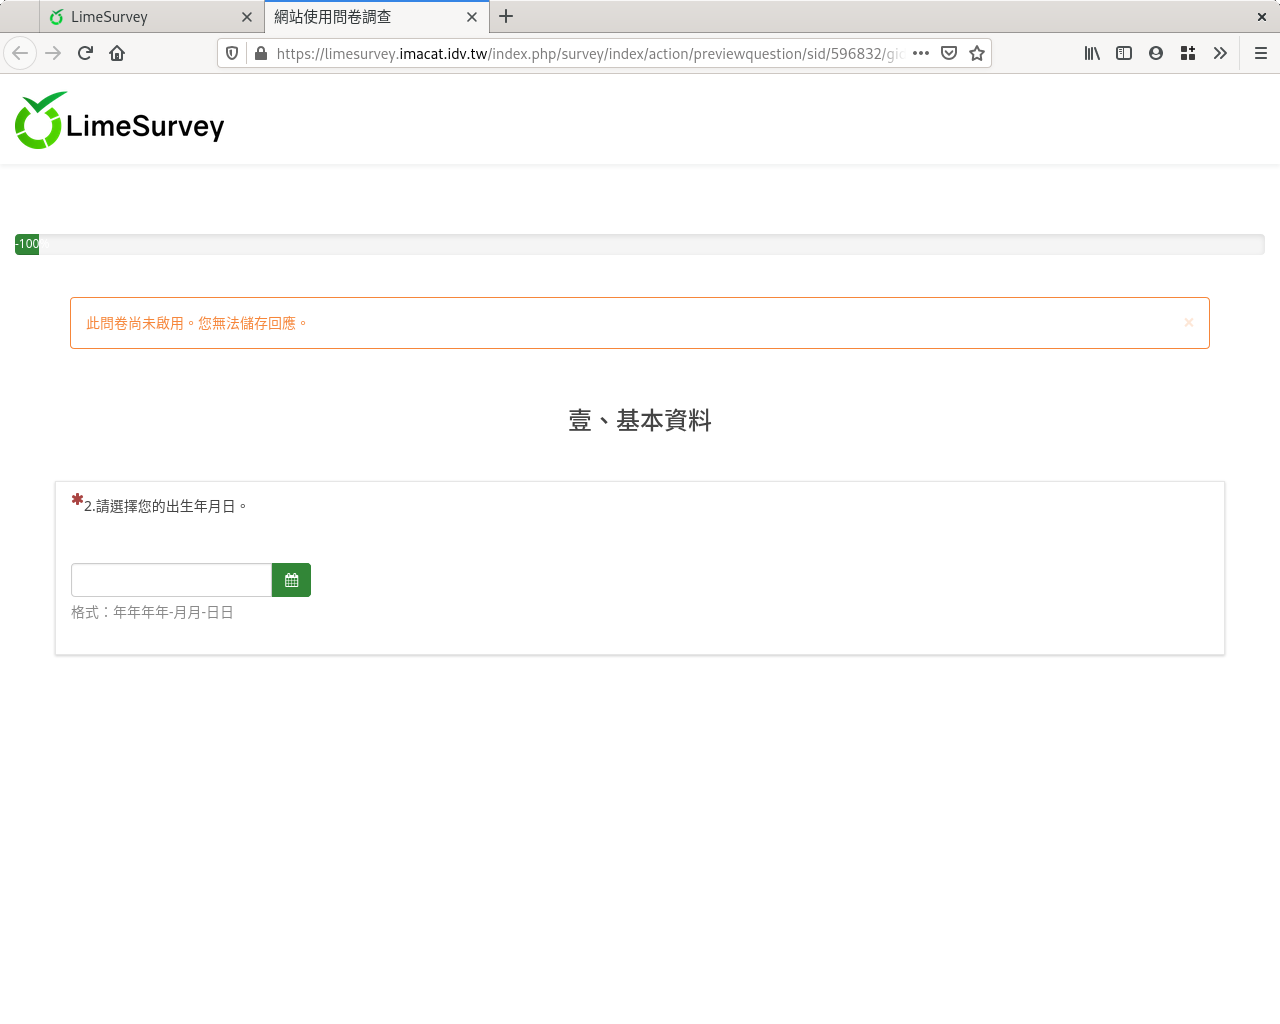 LimeSurvey
網站使用問卷調查
https://limesurvey.imacat.idv.tw/index.php/survey/index/action/previewquestion/sid/596832/gi
LimeSurvey
-100%
此問卷尚未啟用。您無法儲存回應。
壹、基本資料
2.請選擇您的出生年月日。
格式：年年年年-月月-日日